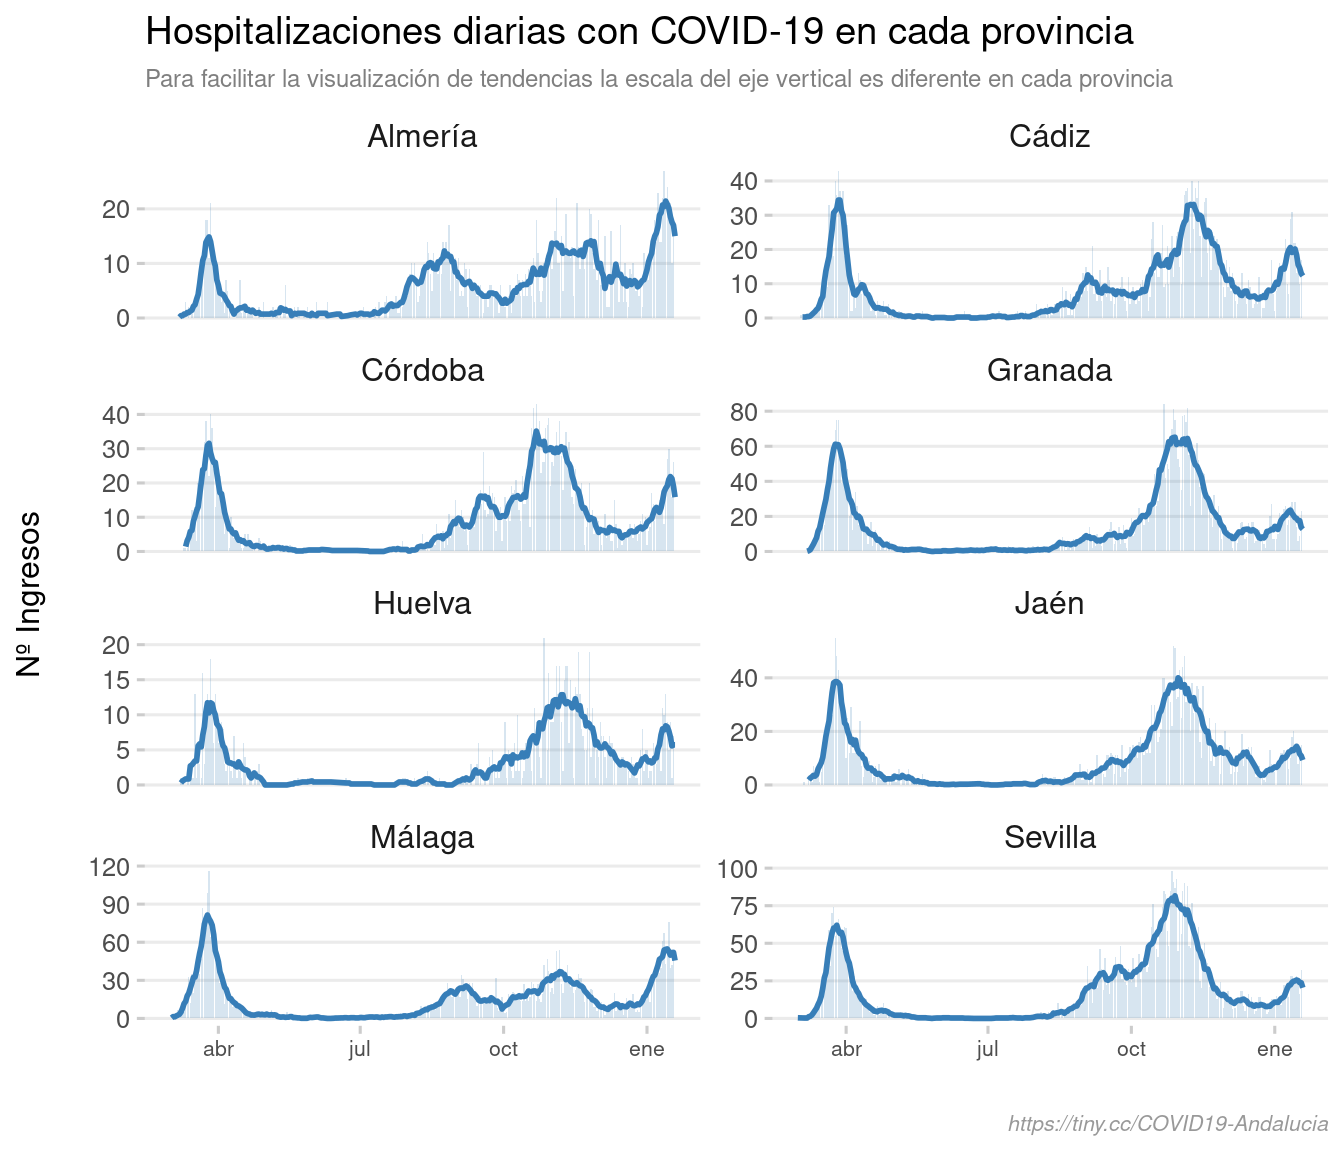 Hospitalizaciones diarias con COVID-19 en cada provincia
Para facilitar la visualización de tendencias la escala del eje vertical es diferente en cada provincia
Nº Ingresos
Almería
20
10
0
Cádiz
40
30
20
10
0
Córdoba
40
30
20
10
0
Granada
80
60
40
20
0
Huelva
20
15
10
5
0
Jaén
40
20
0
Málaga
120
90
60
30
0
abr jul oct ene
Sevilla
100
75
50
25
0
abr jul oct ene
https://tiny.cc/COVID19-Andalucia